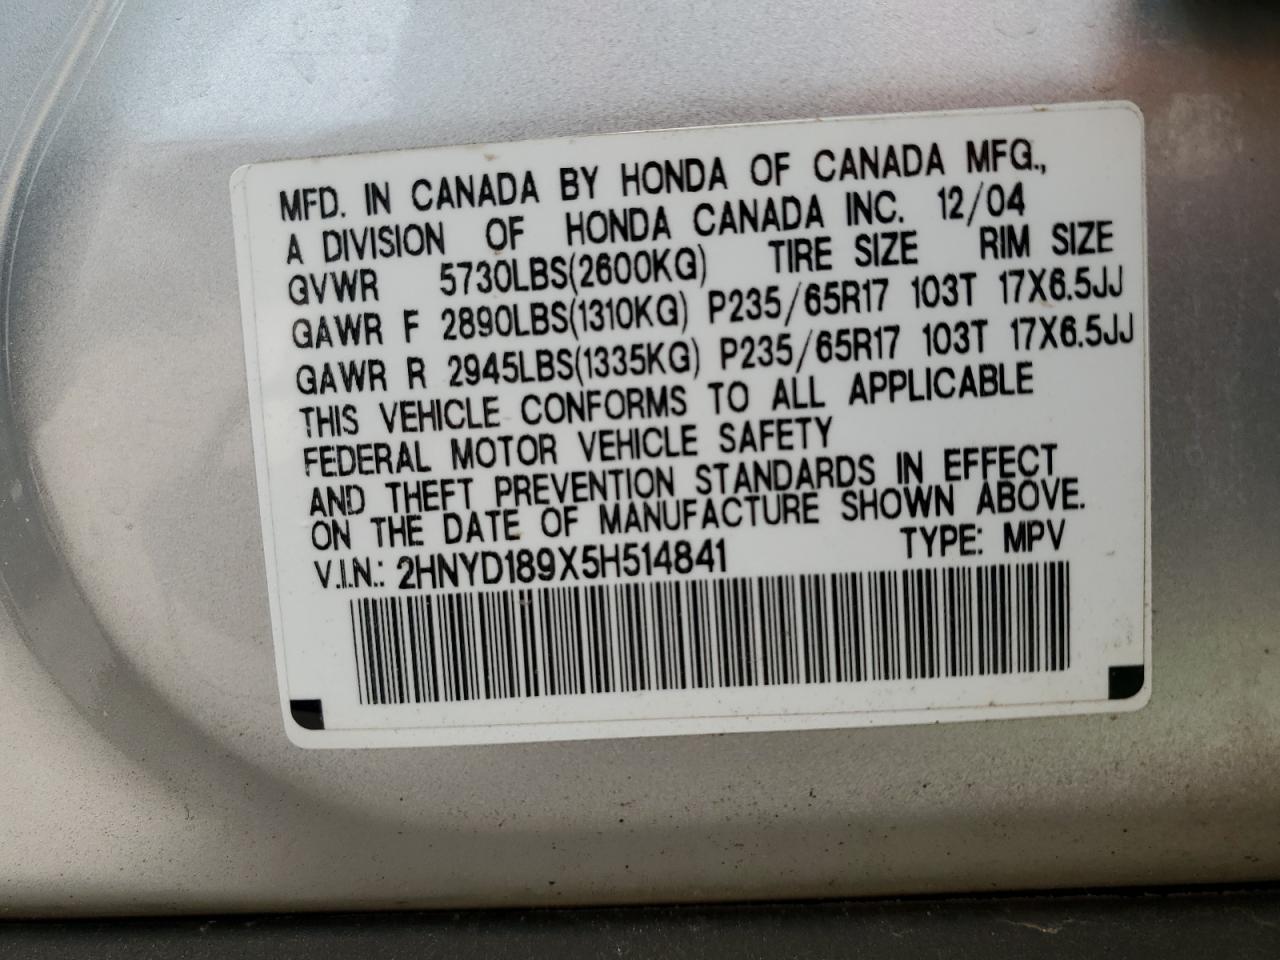 MFD. IN CANADA BY HONDA OF CANADA MFG.,
A DIVISION OF HONDA CANADA INC. 12/04
GVWR 5730LBS(2600KG) TIRE SIZE RIM SIZE
GAWR F 2890LBS(1310KG) P235/65R17 103T 17X6.5JJ
GAWR R 2945LBS(1335KG) P235/65R17 103T 17X6.5JJ
THIS VEHICLE CONFORMS TO ALL APPLICABLE
FEDERAL MOTOR VEHICLE SAFETY
AND THEFT PREVENTION STANDARDS IN EFFECT
ON THE DATE OF MANUFACTURE SHOWN ABOVE.
V.I.N.: 2HNYD189X5H514841 TYPE: MPV